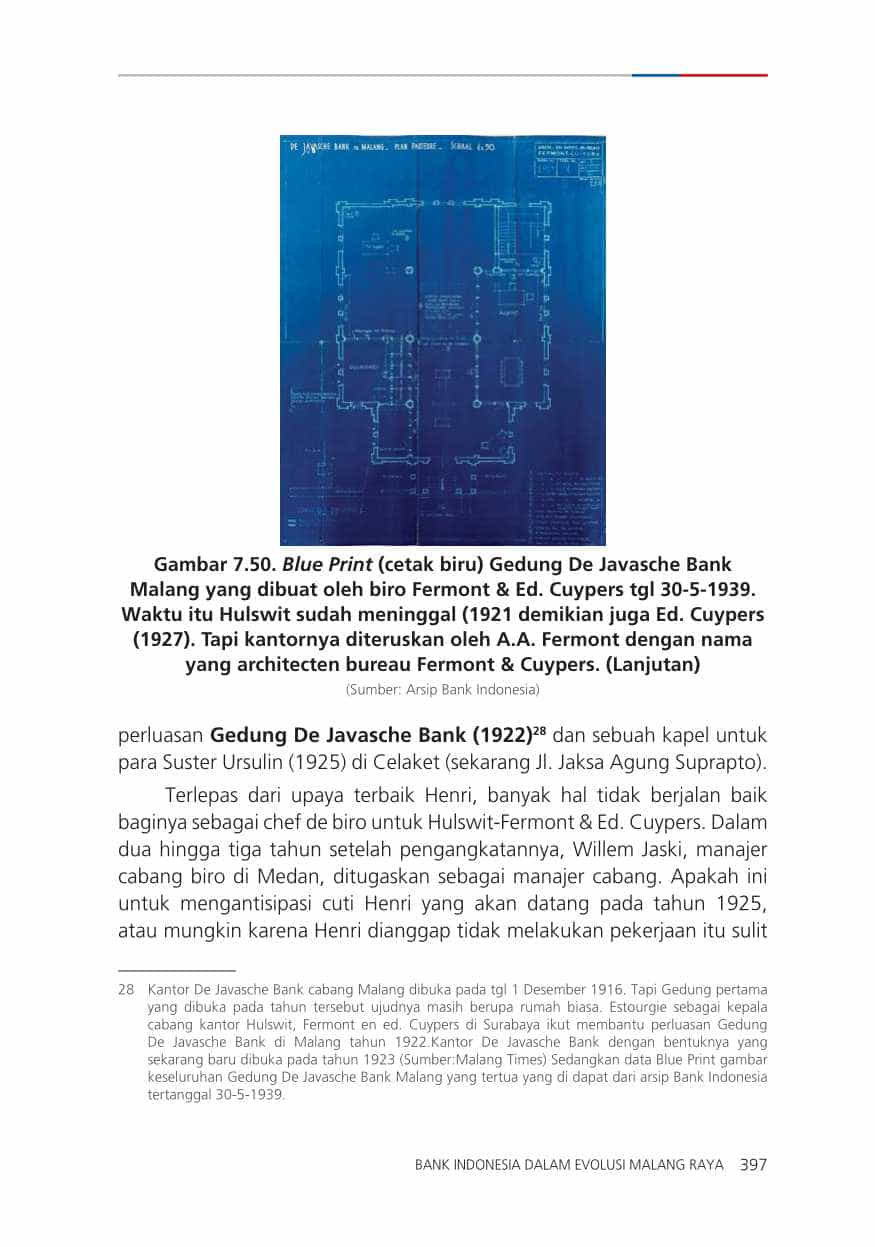 DE JAVASCHE BANK TE MALANG_ PLAN PARTERRE_ SCHAAL 1 à 50.
FERMONT-CUYPERS
Gambar 7.50. Blue Print (cetak biru) Gedung De Javasche Bank
Malang yang dibuat oleh biro Fermont & Ed. Cuypers tgl 30-5-1939.
Waktu itu Hulswit sudah meninggal (1921 demikian juga Ed. Cuypers
(1927). Tapi kantornya diteruskan oleh A.A. Fermont dengan nama
yang architecten bureau Fermont & Cuypers. (Lanjutan)
(Sumber: Arsip Bank Indonesia)
perluasan Gedung De Javasche Bank (1922)28 dan sebuah kapel untuk
para Suster Ursulin (1925) di Celaket (sekarang Jl. Jaksa Agung Suprapto).
Terlepas dari upaya terbaik Henri, banyak hal tidak berjalan baik
baginya sebagai chef de biro untuk Hulswit-Fermont & Ed. Cuypers. Dalam
dua hingga tiga tahun setelah pengangkatannya, Willem Jaski, manajer
cabang biro di Medan, ditugaskan sebagai manajer cabang. Apakah ini
untuk mengantisipasi cuti Henri yang akan datang pada tahun 1925,
atau mungkin karena Henri dianggap tidak melakukan pekerjaan itu sulit
28 Kantor De Javasche Bank cabang Malang dibuka pada tgl 1 Desember 1916. Tapi Gedung pertama
yang dibuka pada tahun tersebut ujudnya masih berupa rumah biasa. Estourgie sebagai kepala
cabang kantor Hulswit, Fermont en ed. Cuypers di Surabaya ikut membantu perluasan Gedung
De Javasche Bank di Malang tahun 1922.Kantor De Javasche Bank dengan bentuknya yang
sekarang baru dibuka pada tahun 1923 (Sumber:Malang Times) Sedangkan data Blue Print gambar
keseluruhan Gedung De Javasche Bank Malang yang tertua yang di dapat dari arsip Bank Indonesia
tertanggal 30-5-1939.
BANK INDONESIA DALAM EVOLUSI MALANG RAYA 397